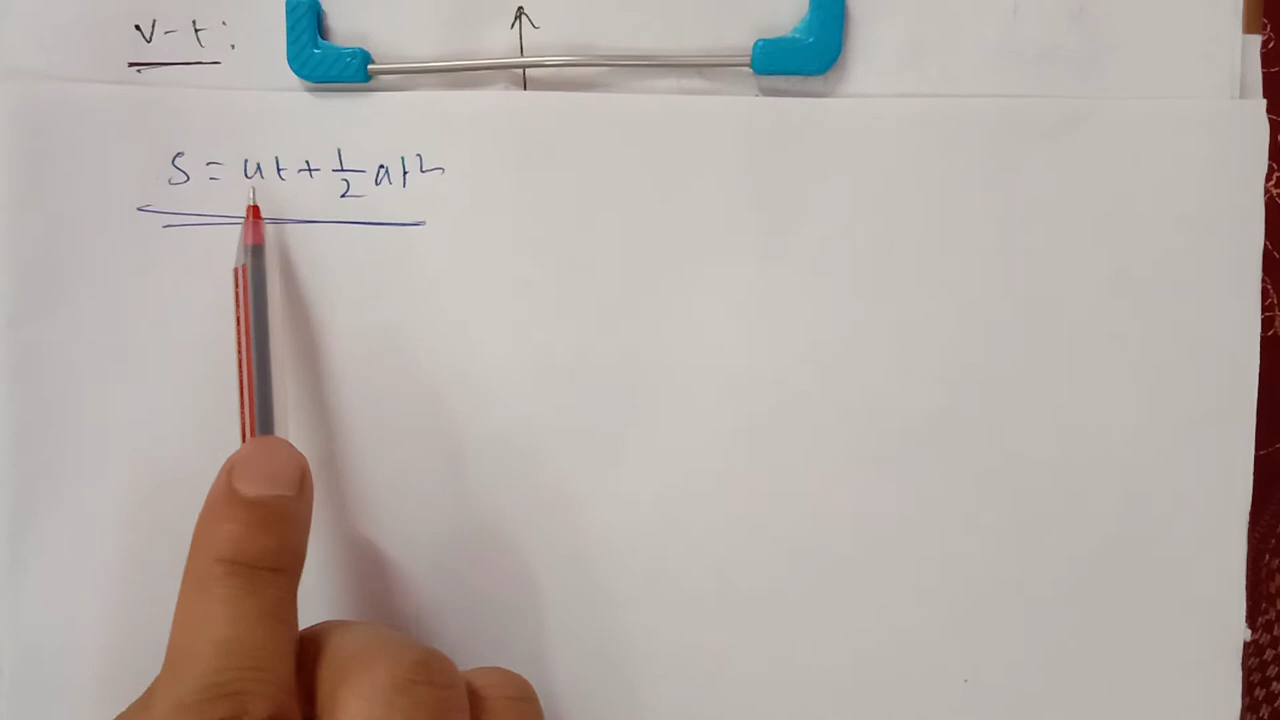 v-t:
S = ut + 1/2 at²